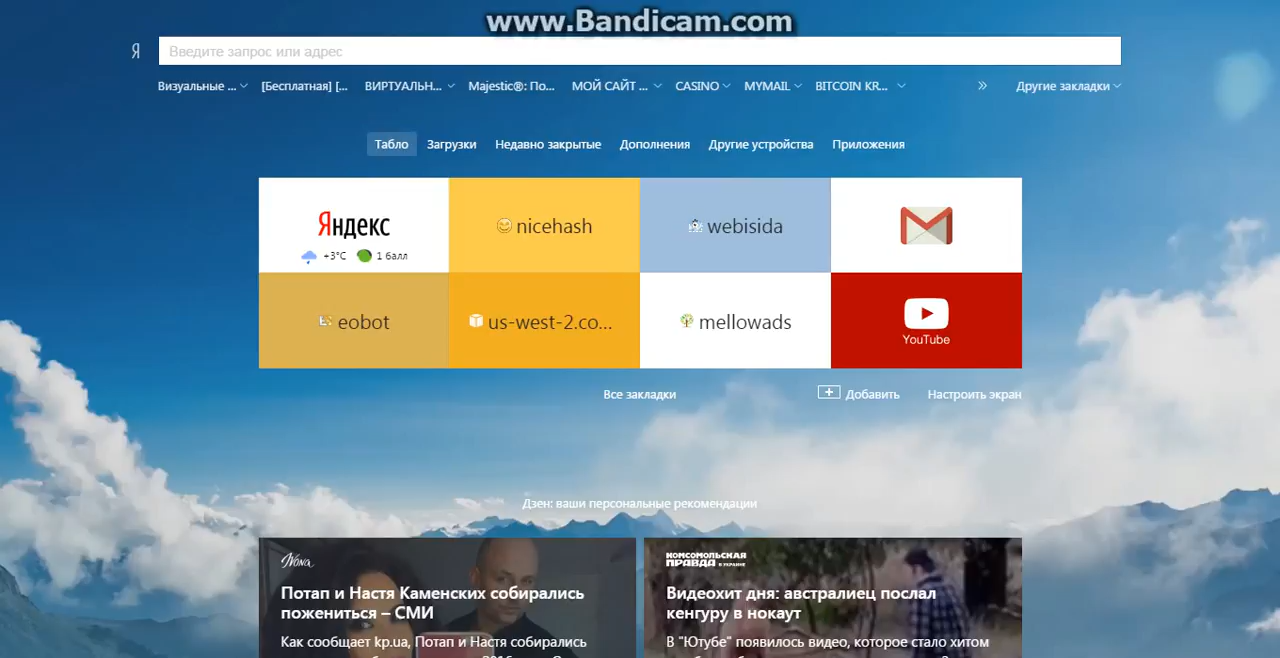 www.Bandicam.com
Я Введите запрос или адрес
Визуальные ... [Бесплатная] [... ВИРТУАЛЬН... Majestic®: По... МОЙ САЙТ ... CASINO MYMAIL BITCOIN KR... » Другие закладки
Табло Загрузки Недавно закрытые Дополнения Другие устройства Приложения
Яндекс nicehash webisida
+3°C 1 балл
eobot us-west-2.co... mellowads YouTube
Все закладки Добавить Настроить экран
Дзен: ваши персональные рекомендации
Ивона
Потап и Настя Каменских собирались
пожениться – СМИ
Как сообщает kp.ua, Потап и Настя собирались
КОМСОМОЛЬСКАЯ
ПРАВДА В УКРАИНЕ
Видеохит дня: австралиец послал
кенгуру в нокаут
В "Ютубе" появилось видео, которое стало хитом